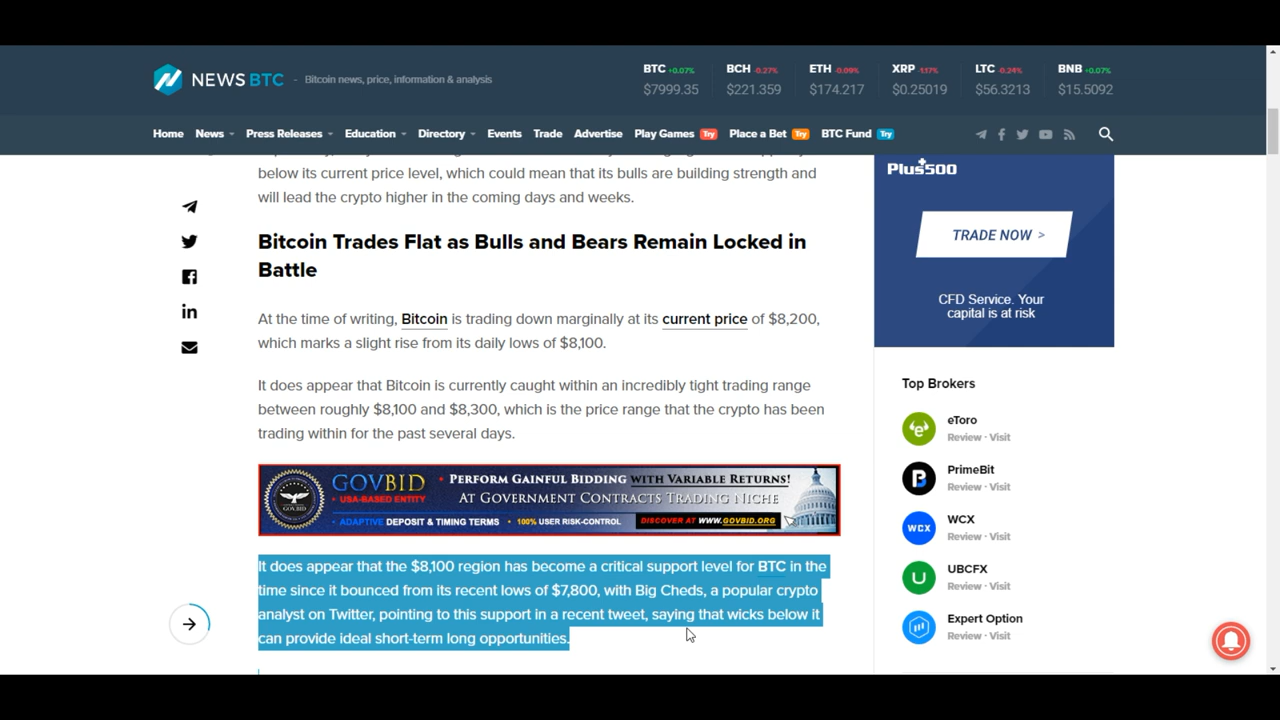 NEWSBTC - Bitcoin news, price, information & analysis
BTC +0.07% BCH -0.27% ETH -0.09% XRP -1.17% LTC -0.24% BNB +0.07%
$7999.35 $221.359 $174.217 $0.25019 $56.3213 $15.5092
Home News Press Releases Education Directory Events Trade Advertise Play Games Try Place a Bet Try BTC Fund Try
below its current price level, which could mean that its bulls are building strength and
will lead the crypto higher in the coming days and weeks.
Bitcoin Trades Flat as Bulls and Bears Remain Locked in
Battle
At the time of writing, Bitcoin is trading down marginally at its current price of $8,200,
which marks a slight rise from its daily lows of $8,100.
It does appear that Bitcoin is currently caught within an incredibly tight trading range
between roughly $8,100 and $8,300, which is the price range that the crypto has been
trading within for the past several days.
GOVBID
• USA-BASED ENTITY
• PERFORM GAINFUL BIDDING WITH VARIABLE RETURNS!
AT GOVERNMENT CONTRACTS TRADING NICHE
• ADAPTIVE DEPOSIT & TIMING TERMS • 100% USER RISK-CONTROL DISCOVER AT WWW.GOVBID.ORG
It does appear that the $8,100 region has become a critical support level for BTC in the
time since it bounced from its recent lows of $7,800, with Big Cheds, a popular crypto
analyst on Twitter, pointing to this support in a recent tweet, saying that wicks below it
can provide ideal short-term long opportunities.
Plus500
TRADE NOW >
CFD Service. Your
capital is at risk
Top Brokers
eToro
Review · Visit
PrimeBit
Review · Visit
WCX
WCX
Review · Visit
UBCFX
Review · Visit
Expert Option
Review · Visit